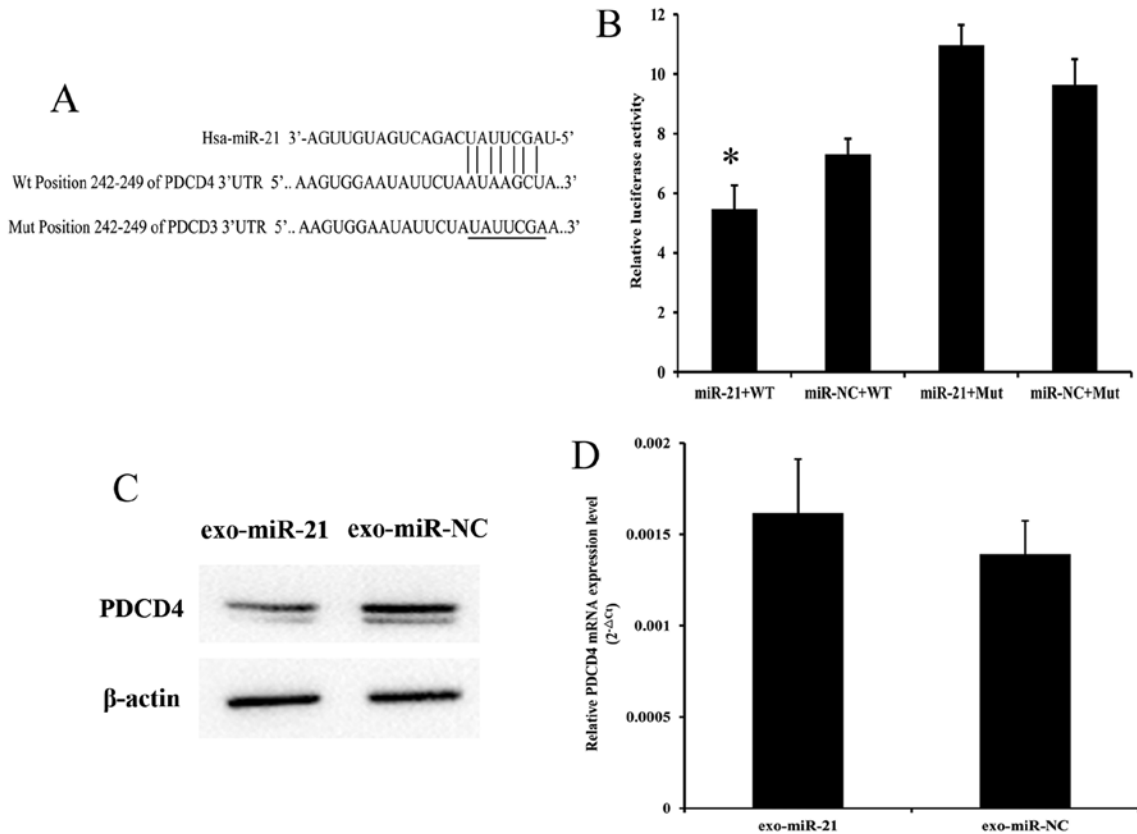 A
Hsa-miR-21 3'-AGUUGUAGUCAGACUAUUCGAU-5'
Wt Position 242-249 of PDCD4 3'UTR 5'.. AAGUGGAAUAUUCUAAUAAGCUA..3'
Mut Position 242-249 of PDCD3 3'UTR 5'.. AAGUGGAAUAUUCUAUAUUCGAA..3'
B
Relative luciferase activity
12
10
8
6
4
2
0
*
miR-21+WT
miR-NC+WT
miR-21+Mut
miR-NC+Mut
C
exo-miR-21 exo-miR-NC
PDCD4
β-actin
D
Relative PDCD4 mRNA expression level
(2-△Ct)
0.002
0.0015
0.001
0.0005
0
exo-miR-21
exo-miR-NC